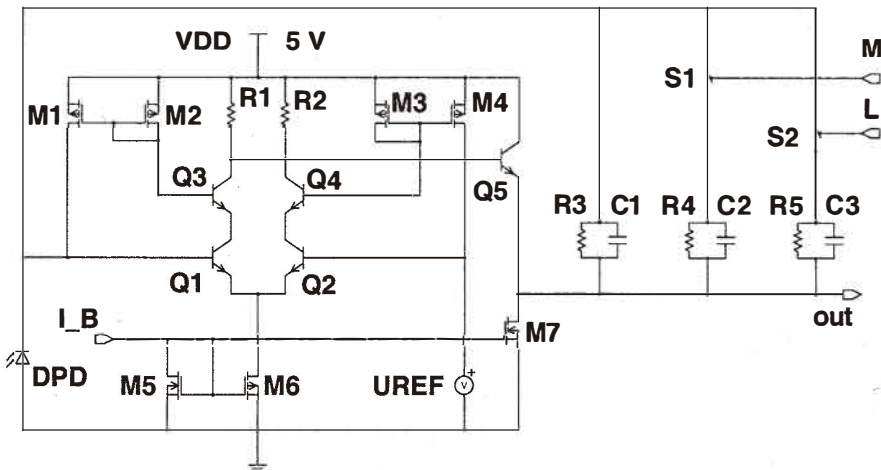 VDD 5 V
M
S1
R1 R2
M1 M2 M3 M4
L
S2
Q3 Q4 Q5
R3 C1 R4 C2 R5 C3
Q1 Q2
I_B M7 out
DPD M5 M6 UREF
+
V